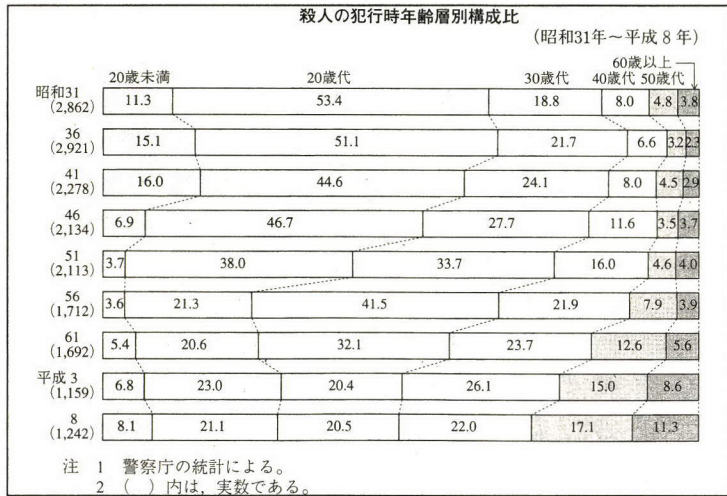 殺人の犯行時年齢層別構成比
(昭和31年~平成8年)
20歳未満 20歳代 30歳代 40歳代 50歳代 60歳以上
昭和31 11.3 53.4 18.8 8.0 4.8 3.8
(2,862)
36 15.1 51.1 21.7 6.6 3.2 2.3
(2,921)
41 16.0 44.6 24.1 8.0 4.5 2.9
(2,278)
46 6.9 46.7 27.7 11.6 3.5 3.7
(2,134)
51 3.7 38.0 33.7 16.0 4.6 4.0
(2,113)
56 3.6 21.3 41.5 21.9 7.9 3.9
(1,712)
61 5.4 20.6 32.1 23.7 12.6 5.6
(1,692)
平成3 6.8 23.0 20.4 26.1 15.0 8.6
(1,159)
8 8.1 21.1 20.5 22.0 17.1 11.3
(1,242)
注 1 警察庁の統計による。
2 ( )内は,実数である。